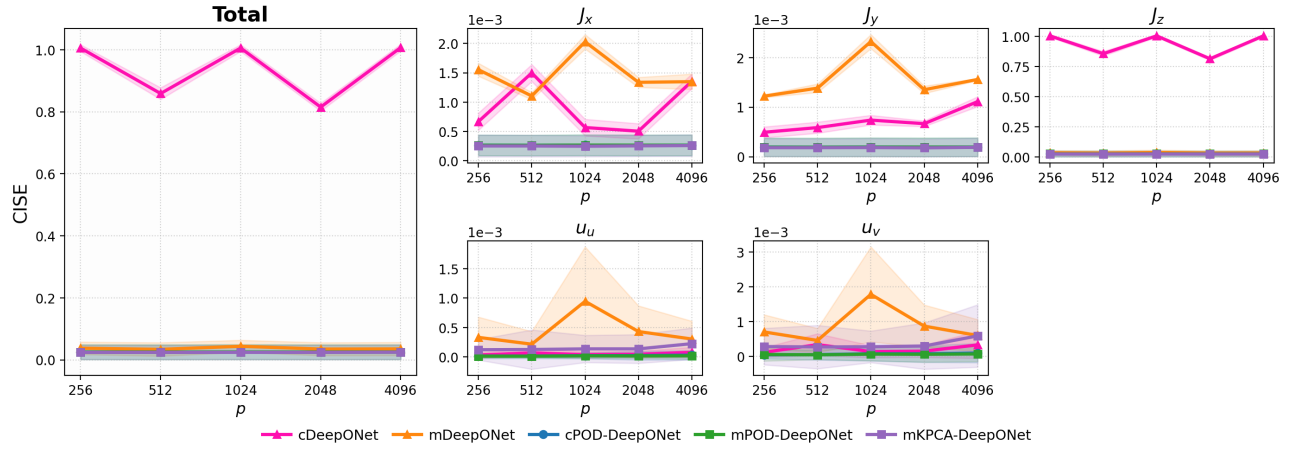 Total
CISE
1.0
0.8
0.6
0.4
0.2
0.0
256 512 1024 2048 4096
p
J_x
1e−3
2.0
1.5
1.0
0.5
0.0
256 512 1024 2048 4096
p
J_y
1e−3
2
1
0
256 512 1024 2048 4096
p
J_z
1.00
0.75
0.50
0.25
0.00
256 512 1024 2048 4096
p
u_u
1e−3
1.5
1.0
0.5
0.0
256 512 1024 2048 4096
p
u_v
1e−3
3
2
1
0
256 512 1024 2048 4096
p
cDeepONet mDeepONet cPOD-DeepONet mPOD-DeepONet mKPCA-DeepONet